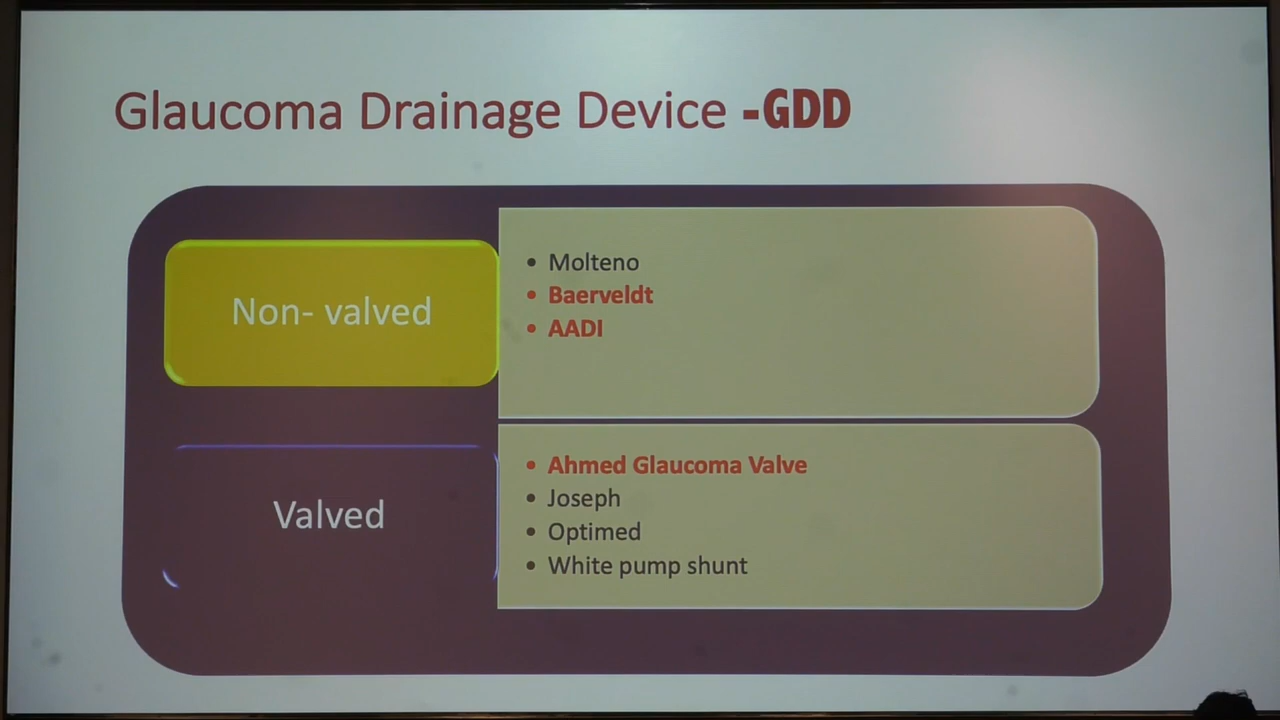 Glaucoma Drainage Device -GDD
Non- valved
• Molteno
• Baerveldt
• AADI
Valved
• Ahmed Glaucoma Valve
• Joseph
• Optimed
• White pump shunt